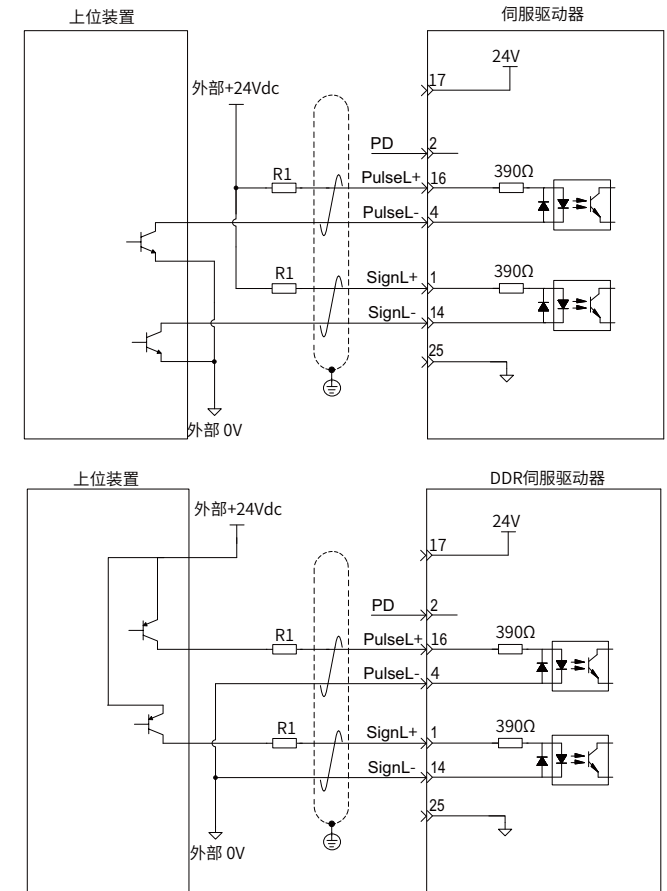 上位装置
伺服驱动器
24V
17
外部+24Vdc
PD
2
R1
PulseL+
16
390Ω
PulseL-
4
R1
SignL+
1
390Ω
SignL-
14
25
外部 0V
上位装置
DDR伺服驱动器
外部+24Vdc
24V
17
PD
2
R1
PulseL+
16
390Ω
PulseL-
4
R1
SignL+
1
390Ω
SignL-
14
25
外部 0V